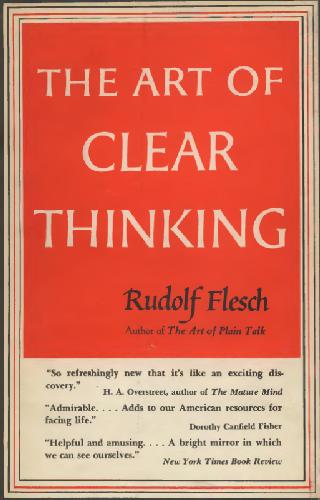 THE ART OF
CLEAR
THINKING
Rudolf Flesch
Author of The Art of Plain Talk
"So refreshingly new that it's like an exciting dis-
covery."
H. A. Overstreet, author of The Mature Mind
"Admirable. . . . Adds to our American resources for
facing life."
Dorothy Canfield Fisher
"Helpful and amusing. . . . A bright mirror in which
we can see ourselves."
New York Times Book Review